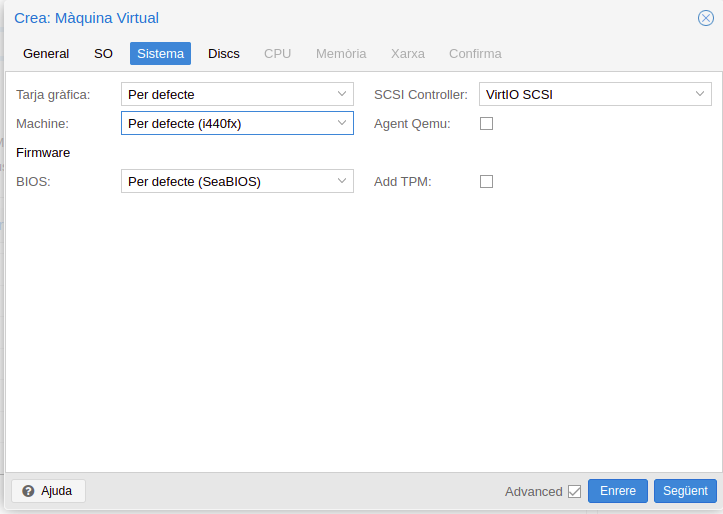 Crea: Màquina Virtual
General SO Sistema Discs CPU Memòria Xarxa Confirma
Tarja gràfica: Per defecte SCSI Controller: VirtIO SCSI
Machine: Per defecte (i440fx) Agent Qemu:
Firmware
BIOS: Per defecte (SeaBIOS) Add TPM:
Ajuda Advanced Enrere Següent